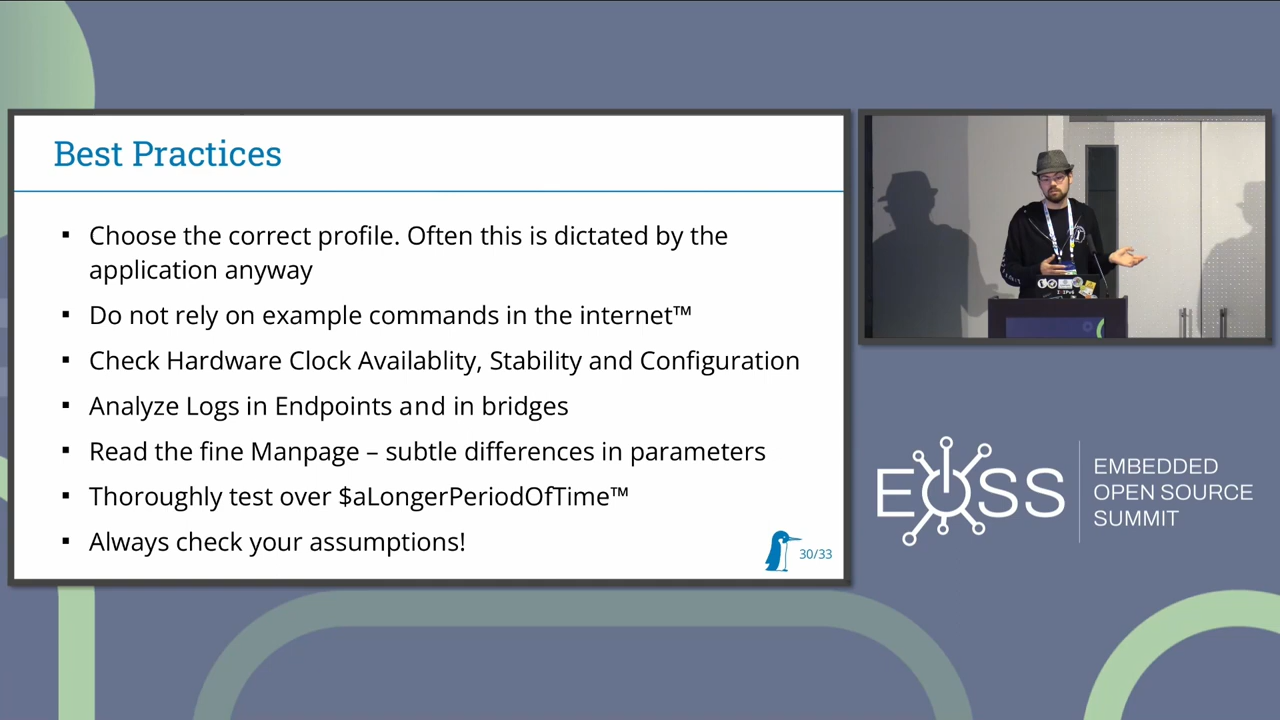 Best Practices
▪ Choose the correct profile. Often this is dictated by the
application anyway
▪ Do not rely on example commands in the internet™
▪ Check Hardware Clock Availablity, Stability and Configuration
▪ Analyze Logs in Endpoints and in bridges
▪ Read the fine Manpage – subtle differences in parameters
▪ Thoroughly test over $aLongerPeriodOfTime™
▪ Always check your assumptions!
30/33
EOSS
EMBEDDED
OPEN SOURCE
SUMMIT